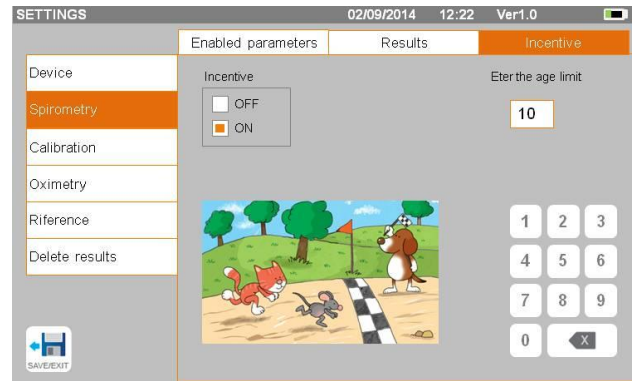 SETTINGS 02/09/2014 12:22 Ver1.0
Enabled parameters Results Incentive
Device
Spirometry
Calibration
Oximetry
Riference
Delete results
Incentive
OFF
ON
Eter the age limit
10
1 2 3
4 5 6
7 8 9
0 X
SAVE/EXIT